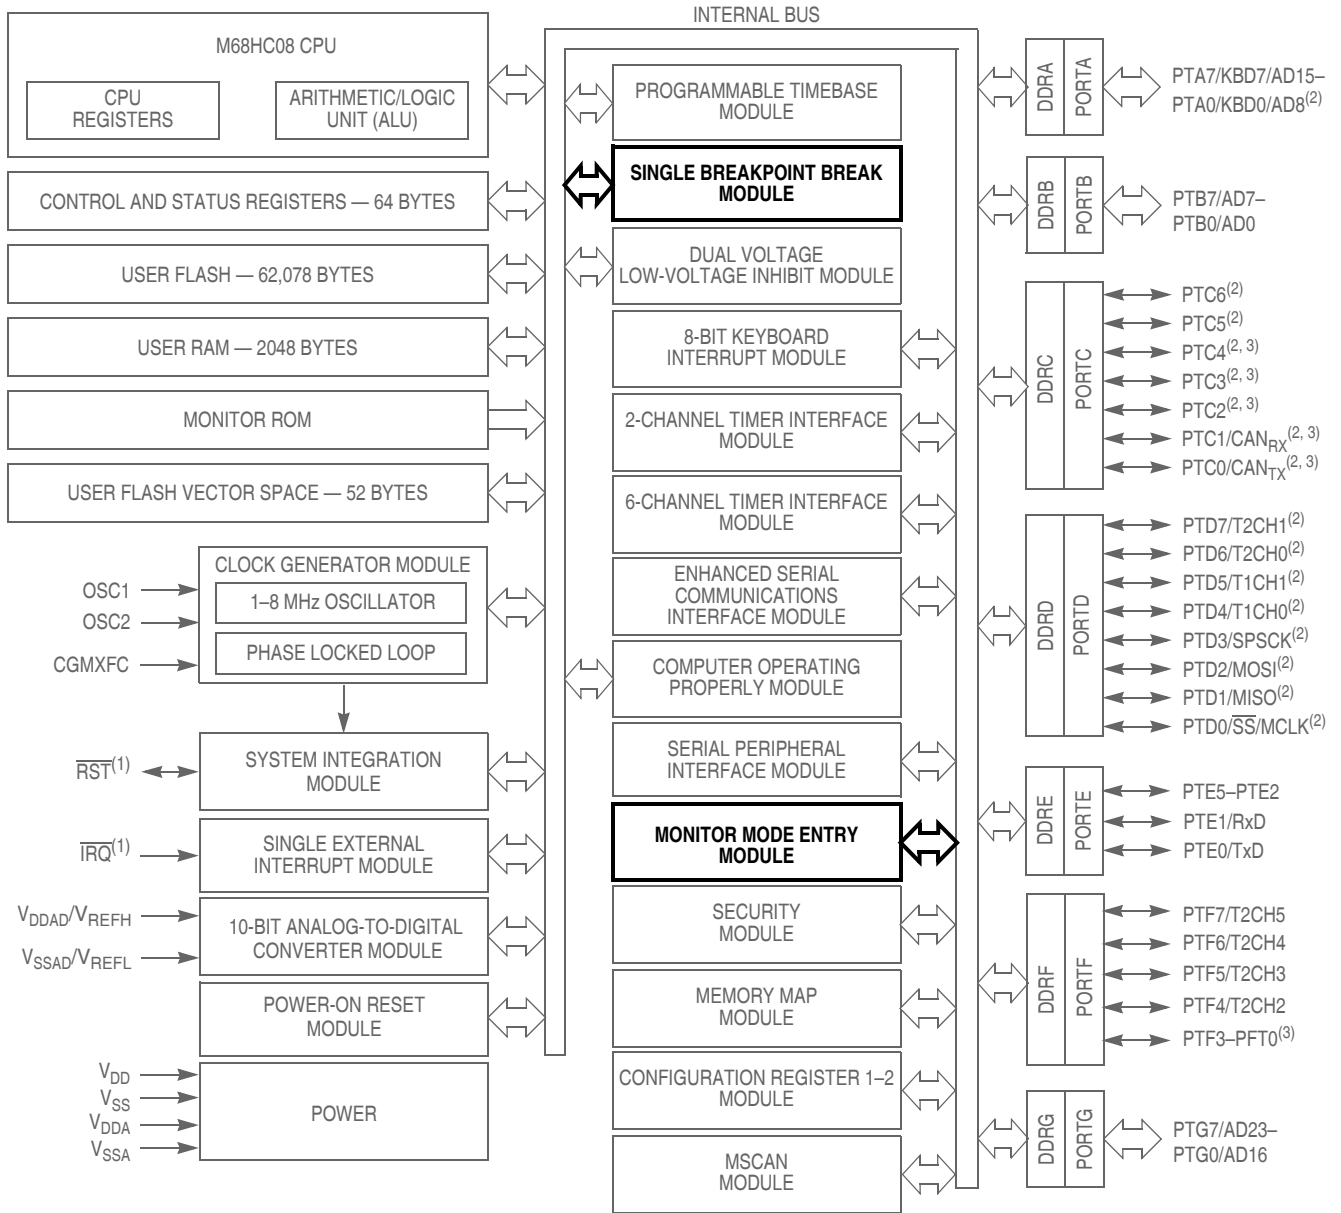 INTERNAL BUS
M68HC08 CPU
CPU
REGISTERS
ARITHMETIC/LOGIC
UNIT (ALU)
CONTROL AND STATUS REGISTERS — 64 BYTES
USER FLASH — 62,078 BYTES
USER RAM — 2048 BYTES
MONITOR ROM
USER FLASH VECTOR SPACE — 52 BYTES
CLOCK GENERATOR MODULE
1–8 MHz OSCILLATOR
PHASE LOCKED LOOP
OSC1
OSC2
CGMXFC
SYSTEM INTEGRATION
MODULE
RST(1)
SINGLE EXTERNAL
INTERRUPT MODULE
IRQ(1)
10-BIT ANALOG-TO-DIGITAL
CONVERTER MODULE
VDDAD/VREFH
VSSAD/VREFL
POWER-ON RESET
MODULE
POWER
VDD
VSS
VDDA
VSSA
PROGRAMMABLE TIMEBASE
MODULE
SINGLE BREAKPOINT BREAK
MODULE
DUAL VOLTAGE
LOW-VOLTAGE INHIBIT MODULE
8-BIT KEYBOARD
INTERRUPT MODULE
2-CHANNEL TIMER INTERFACE
MODULE
6-CHANNEL TIMER INTERFACE
MODULE
ENHANCED SERIAL
COMMUNICATIONS
INTERFACE MODULE
COMPUTER OPERATING
PROPERLY MODULE
SERIAL PERIPHERAL
INTERFACE MODULE
MONITOR MODE ENTRY
MODULE
SECURITY
MODULE
MEMORY MAP
MODULE
CONFIGURATION REGISTER 1–2
MODULE
MSCAN
MODULE
DDRA
PORTA
PTA7/KBD7/AD15–
PTA0/KBD0/AD8(2)
DDRB
PORTB
PTB7/AD7–
PTB0/AD0
DDRC
PORTC
PTC6(2)
PTC5(2)
PTC4(2, 3)
PTC3(2, 3)
PTC2(2, 3)
PTC1/CANRX(2, 3)
PTC0/CANTX(2, 3)
DDRD
PORTD
PTD7/T2CH1(2)
PTD6/T2CH0(2)
PTD5/T1CH1(2)
PTD4/T1CH0(2)
PTD3/SPSCK(2)
PTD2/MOSI(2)
PTD1/MISO(2)
PTD0/SS/MCLK(2)
DDRE
PORTE
PTE5–PTE2
PTE1/RxD
PTE0/TxD
DDRF
PORTF
PTF7/T2CH5
PTF6/T2CH4
PTF5/T2CH3
PTF4/T2CH2
PTF3–PFT0(3)
DDRG
PORTG
PTG7/AD23–
PTG0/AD16